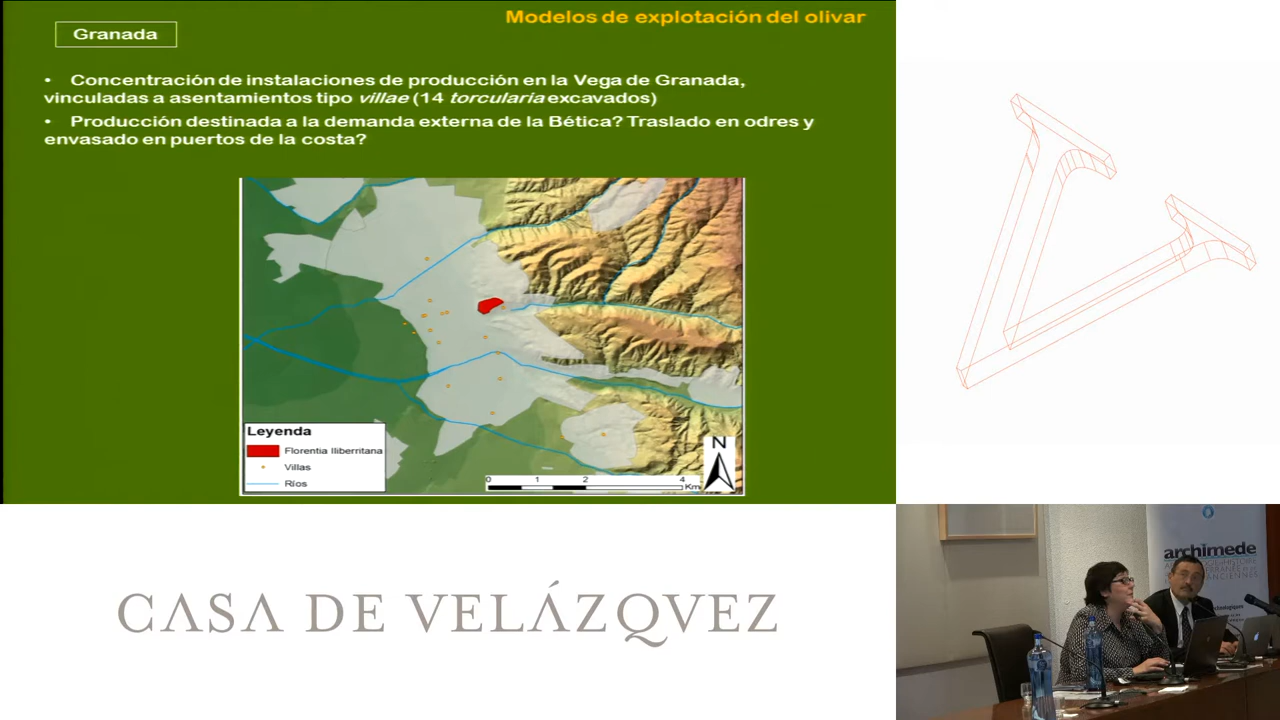 Modelos de explotación del olivar
Granada
• Concentración de instalaciones de producción en la Vega de Granada,
vinculadas a asentamientos tipo villae (14 torcularia excavados)
• Producción destinada a la demanda externa de la Bética? Traslado en odres y
envasado en puertos de la costa?
Leyenda
Florentia Iliberritana
Villas
Ríos
N
0 1 2 4
Km
CASA DE VELÁZQVEZ
archimede
ANCIENNES